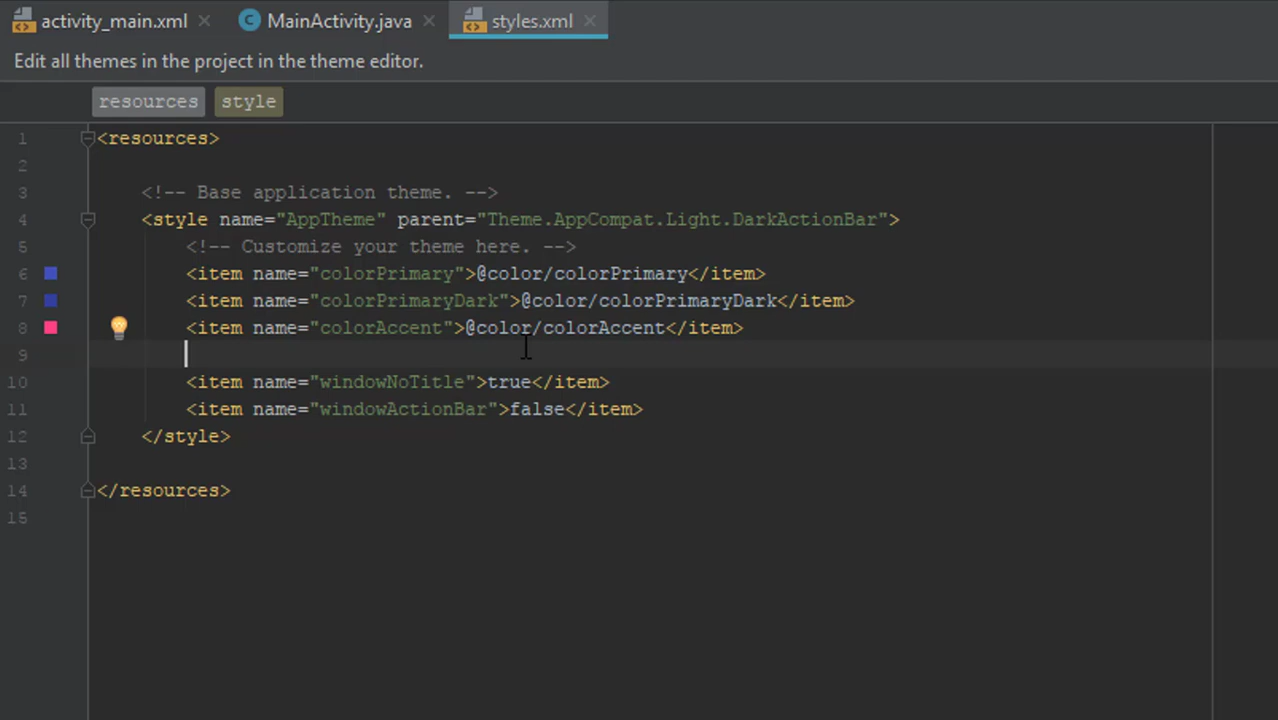 activity_main.xml MainActivity.java styles.xml
Edit all themes in the project in the theme editor.
resources style
1 <resources>
2
3 <!-- Base application theme. -->
4 <style name="AppTheme" parent="Theme.AppCompat.Light.DarkActionBar">
5 <!-- Customize your theme here. -->
6 <item name="colorPrimary">@color/colorPrimary</item>
7 <item name="colorPrimaryDark">@color/colorPrimaryDark</item>
8 <item name="colorAccent">@color/colorAccent</item>
9
10 <item name="windowNoTitle">true</item>
11 <item name="windowActionBar">false</item>
12 </style>
13
14 </resources>
15